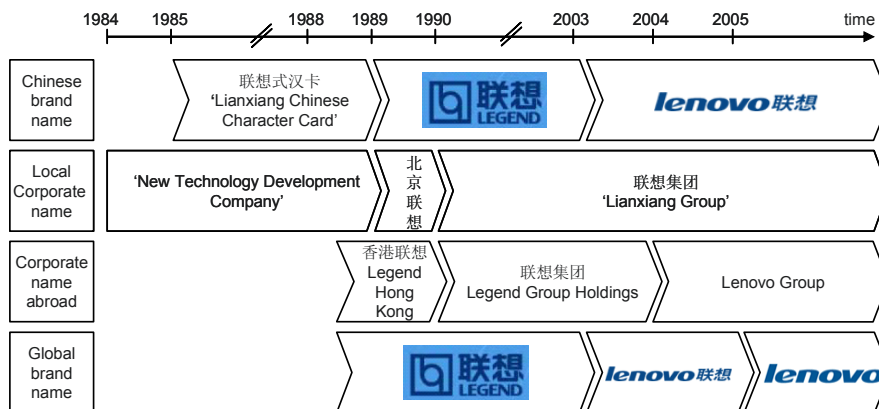 1984 1985 1988 1989 1990 2003 2004 2005 time
Chinese
brand
name
联想式汉卡
‘Lianxiang Chinese
Character Card’
联想
LEGEND
lenovo联想
Local
Corporate
name
‘New Technology Development
Company’
北
京
联
想
联想集团
‘Lianxiang Group’
Corporate
name
abroad
香港联想
Legend
Hong
Kong
联想集团
Legend Group Holdings
Lenovo Group
Global
brand
name
联想
LEGEND
lenovo联想
lenovo